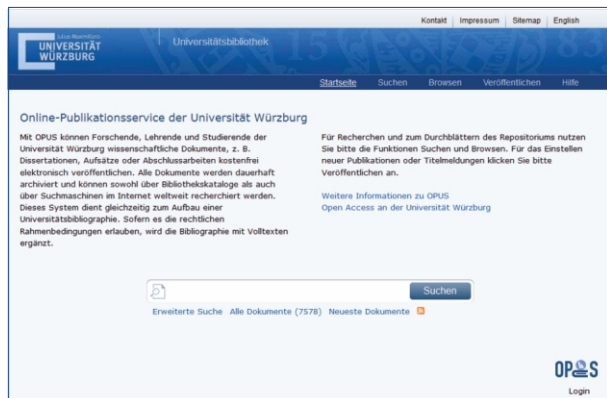 Kontakt Impressum Sitemap English
Julius-Maximilians-
UNIVERSITÄT
WÜRZBURG
Universitätsbibliothek
Startseite Suchen Browsen Veröffentlichen Hilfe
Online-Publikationsservice der Universität Würzburg
Mit OPUS können Forschende, Lehrende und Studierende der
Universität Würzburg wissenschaftliche Dokumente, z. B.
Dissertationen, Aufsätze oder Abschlussarbeiten kostenfrei
elektronisch veröffentlichen. Alle Dokumente werden dauerhaft
archiviert und können sowohl über Bibliothekskataloge als auch
über Suchmaschinen im Internet weltweit recherchiert werden.
Dieses System dient gleichzeitig zum Aufbau einer
Universitätsbibliographie. Sofern es die rechtlichen
Rahmenbedingungen erlauben, wird die Bibliographie mit Volltexten
ergänzt.
Für Recherchen und zum Durchblättern des Repositoriums nutzen
Sie bitte die Funktionen Suchen und Browsen. Für das Einstellen
neuer Publikationen oder Titelmeldungen klicken Sie bitte
Veröffentlichen an.
Weitere Informationen zu OPUS
Open Access an der Universität Würzburg
Suchen
Erweiterte Suche Alle Dokumente (7578) Neueste Dokumente
OPUS
Login